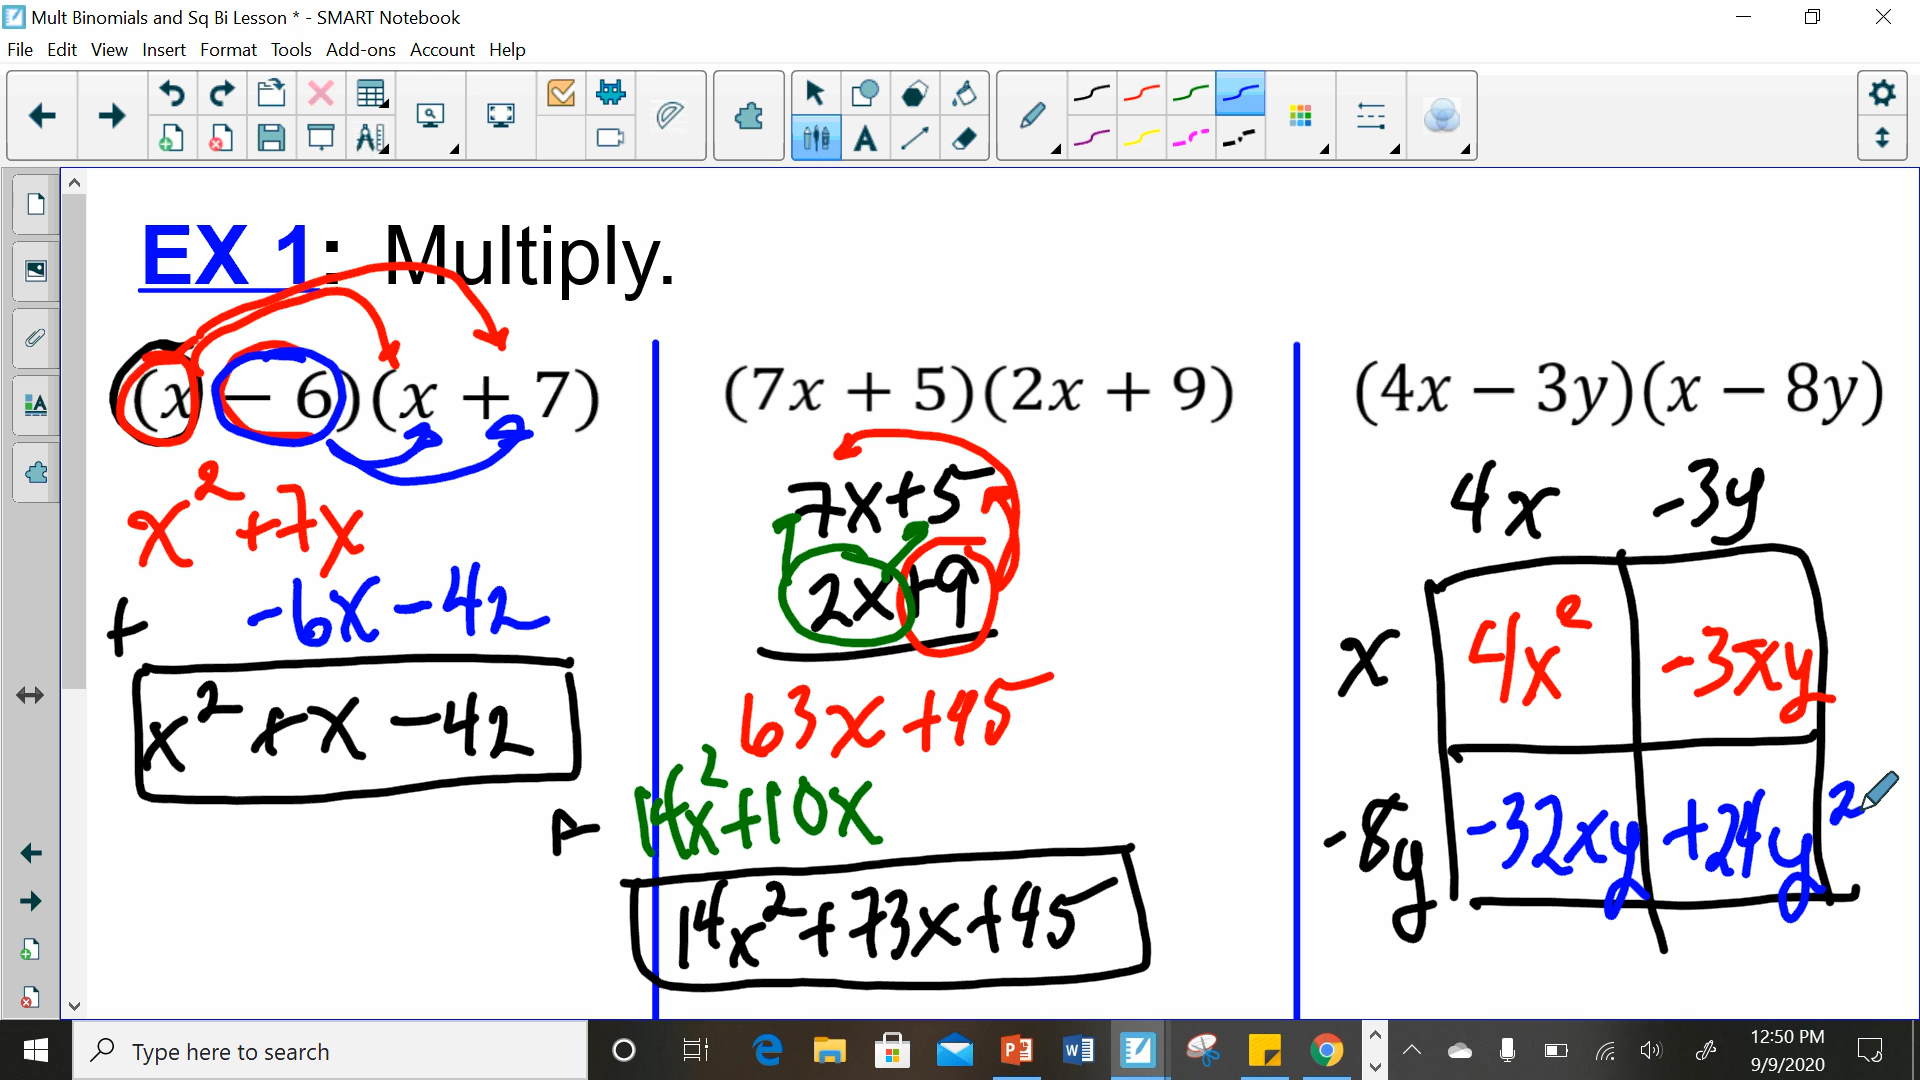 Mult Binomials and Sq Bi Lesson * - SMART Notebook
File Edit View Insert Format Tools Add-ons Account Help
EX 1: Multiply.
(x − 6)(x + 7)
x² +7x
+ -6x -42
x² +x -42
(7x + 5)(2x + 9)
7x+5
2x+9
63x +45
+ 14x²+10x
14x²+73x+45
(4x − 3y)(x − 8y)
4x -3y
x 4x² -3xy
-8y -32xy +24y²
Type here to search
12:50 PM
9/9/2020